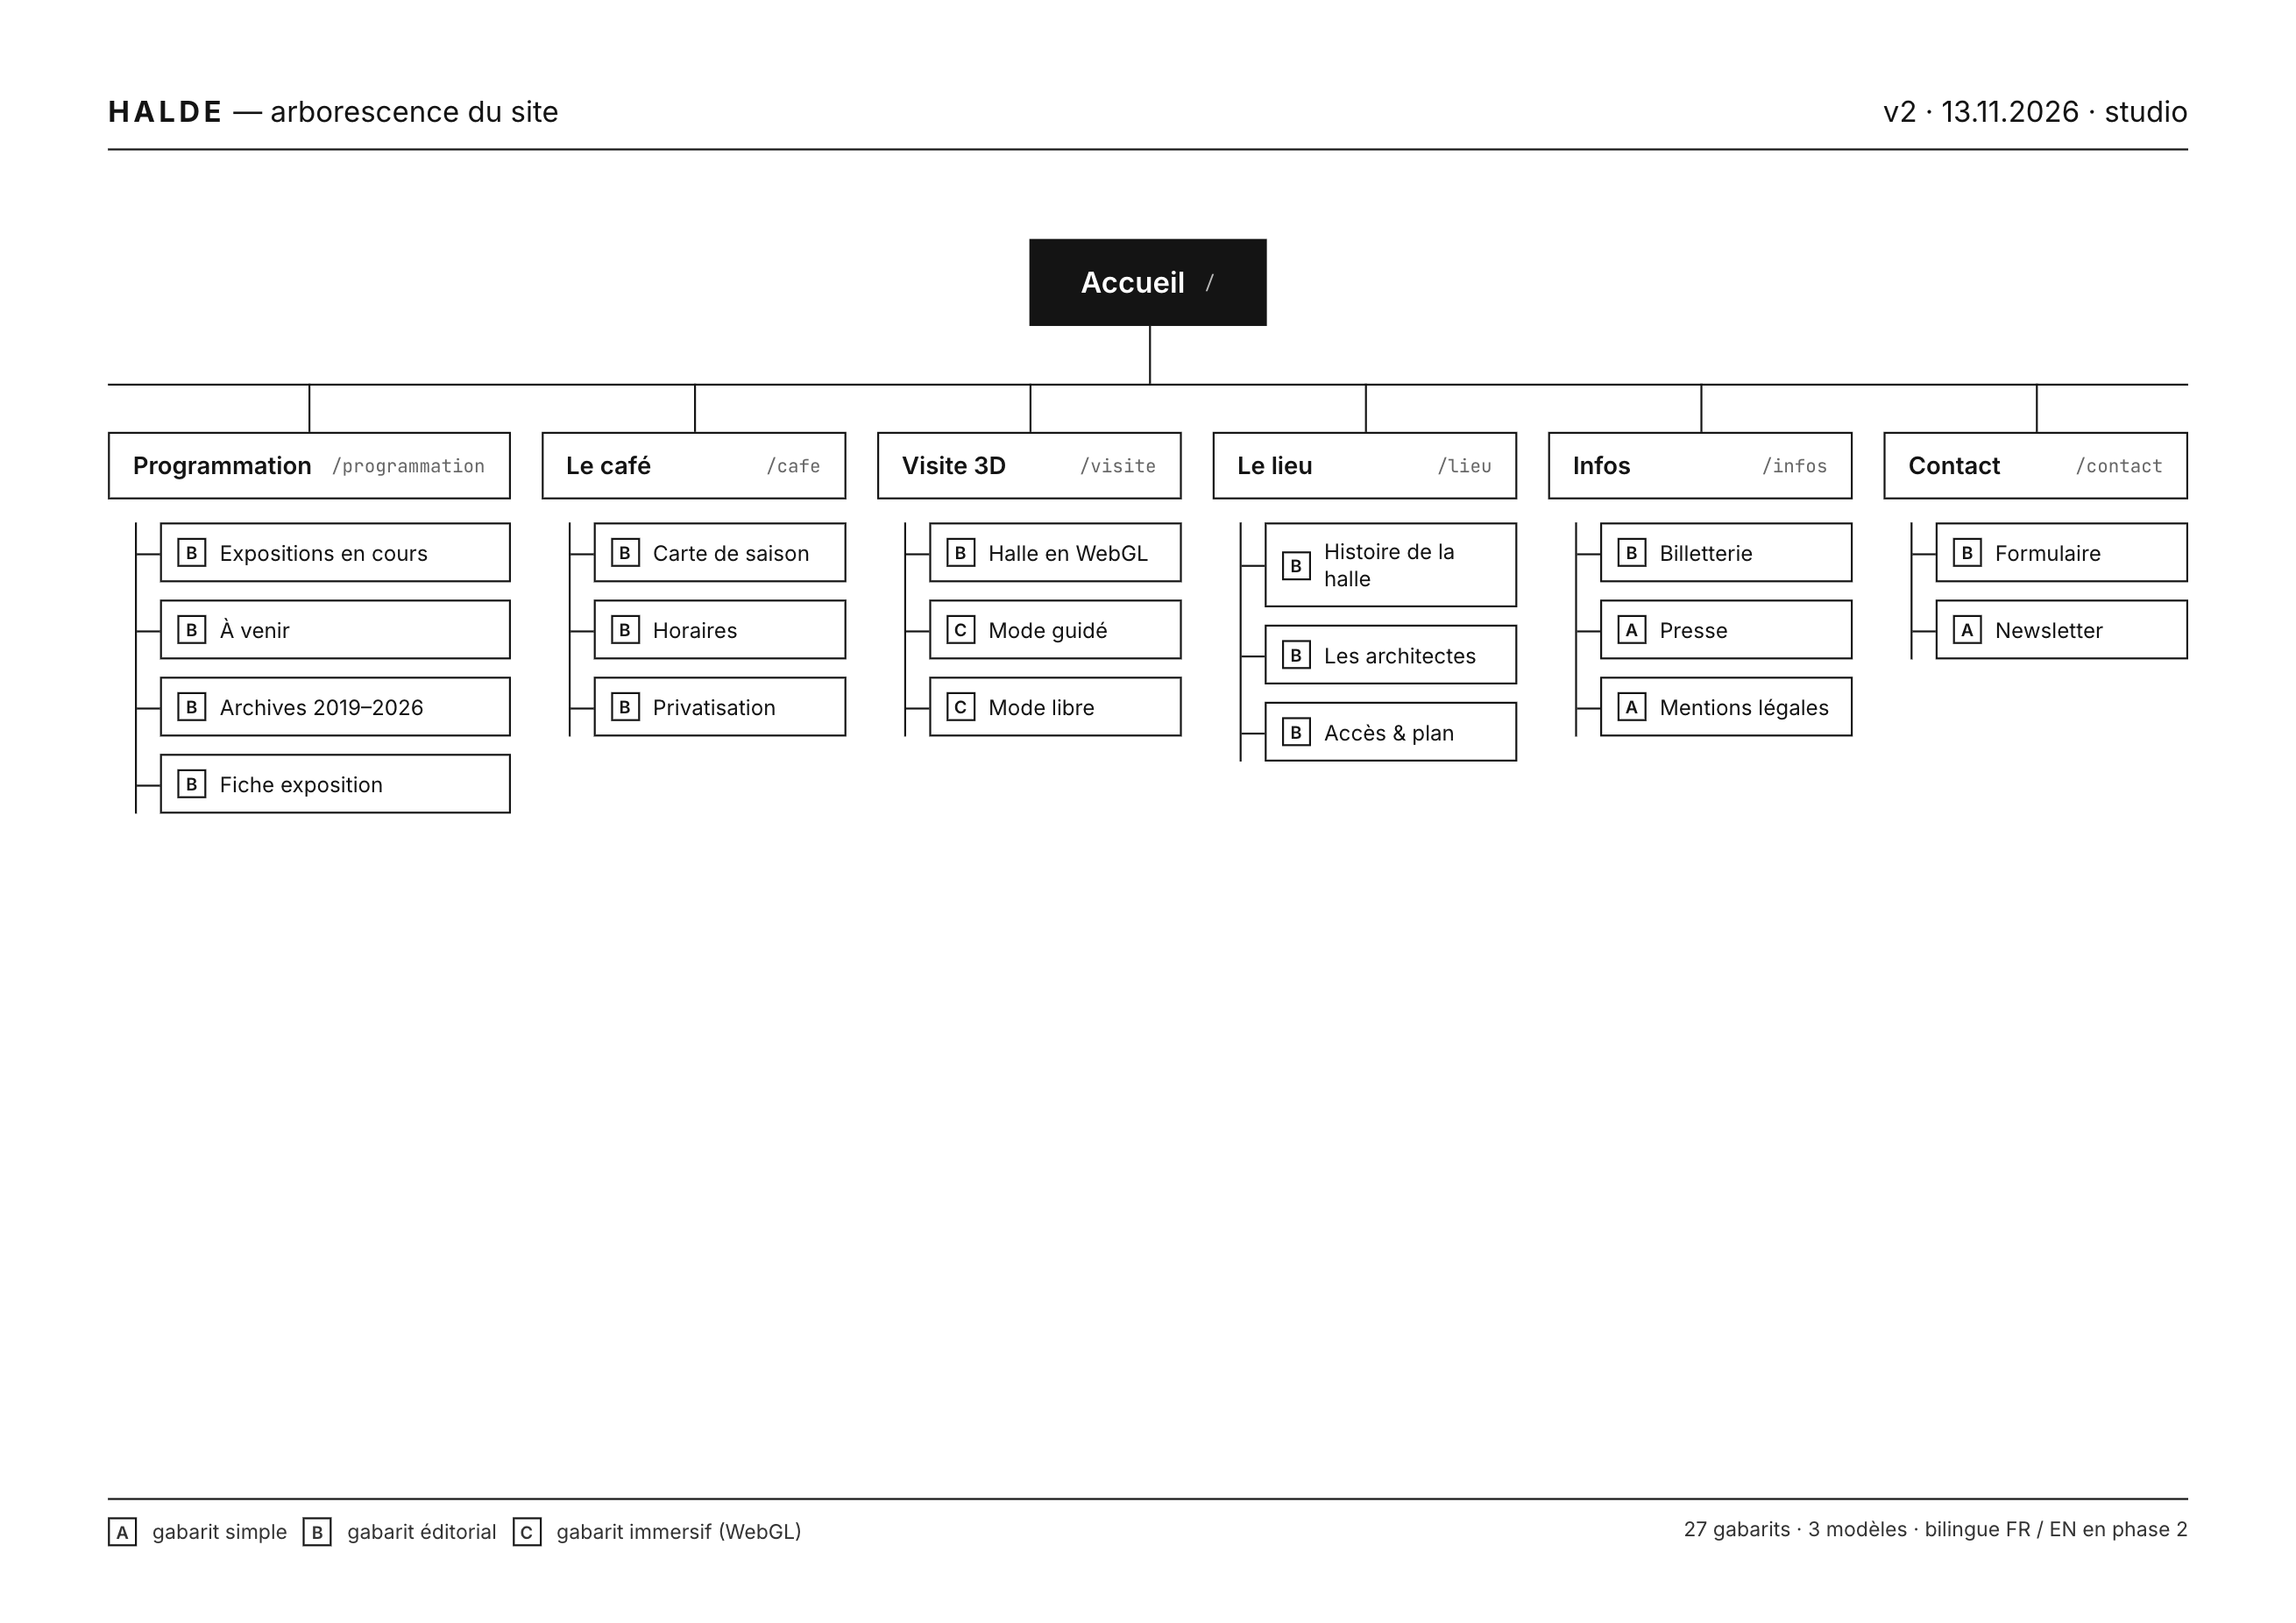 HALDE — arborescence du site
v2 · 13.11.2026 · studio
Accueil /
Programmation /programmation
B Expositions en cours
B À venir
B Archives 2019–2026
B Fiche exposition
Le café /cafe
B Carte de saison
B Horaires
B Privatisation
Visite 3D /visite
B Halle en WebGL
C Mode guidé
C Mode libre
Le lieu /lieu
B Histoire de la
halle
B Les architectes
B Accès & plan
Infos /infos
B Billetterie
A Presse
A Mentions légales
Contact /contact
B Formulaire
A Newsletter
A gabarit simple B gabarit éditorial C gabarit immersif (WebGL)
27 gabarits · 3 modèles · bilingue FR / EN en phase 2